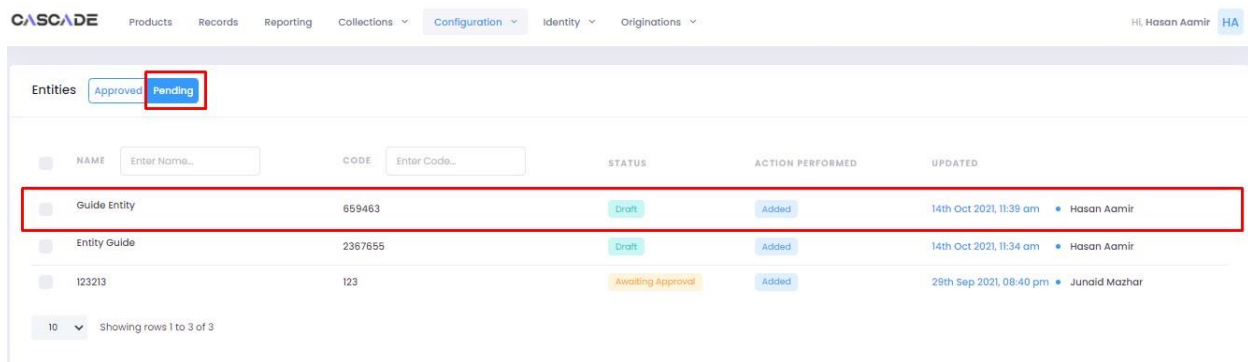 CASCADE Products Records Reporting Collections Configuration Identity Originations Hi, Hasan Aamir HA
Entities Approved Pending
NAME Enter Name... CODE Enter Code... STATUS ACTION PERFORMED UPDATED
Guide Entity 659463 Draft Added 14th Oct 2021, 11:39 am • Hasan Aamir
Entity Guide 2367655 Draft Added 14th Oct 2021, 11:34 am • Hasan Aamir
123213 123 Awaiting Approval Added 29th Sep 2021, 08:40 pm • Junaid Mazhar
10 Showing rows 1 to 3 of 3